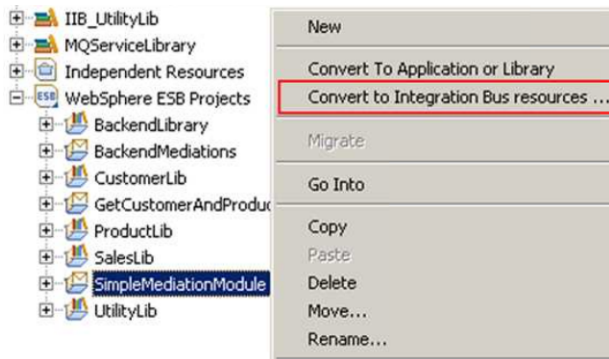 IIB_UtilityLib
MQServiceLibrary
Independent Resources
ESB WebSphere ESB Projects
BackendLibrary
BackendMediations
CustomerLib
GetCustomerAndProduc
ProductLib
SalesLib
SimpleMediationModule
UtilityLib
New
Convert To Application or Library
Convert to Integration Bus resources ...
Migrate
Go Into
Copy
Paste
Delete
Move...
Rename...